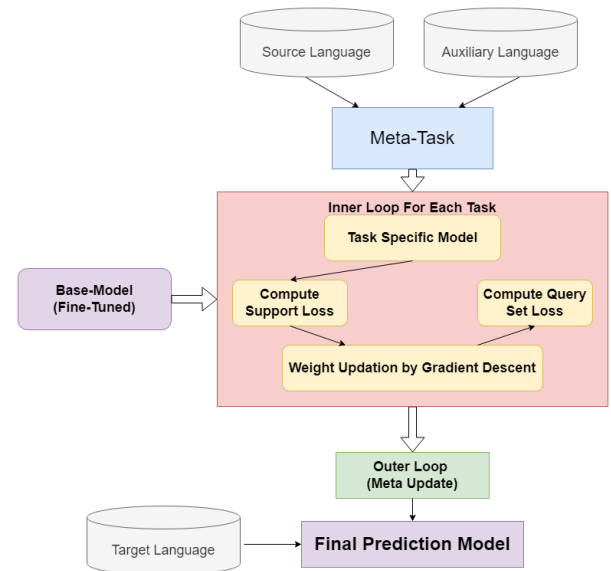 Source Language
Auxiliary Language
Meta-Task
Inner Loop For Each Task
Task Specific Model
Base-Model
(Fine-Tuned)
Compute
Support Loss
Compute Query
Set Loss
Weight Updation by Gradient Descent
Outer Loop
(Meta Update)
Target Language
Final Prediction Model